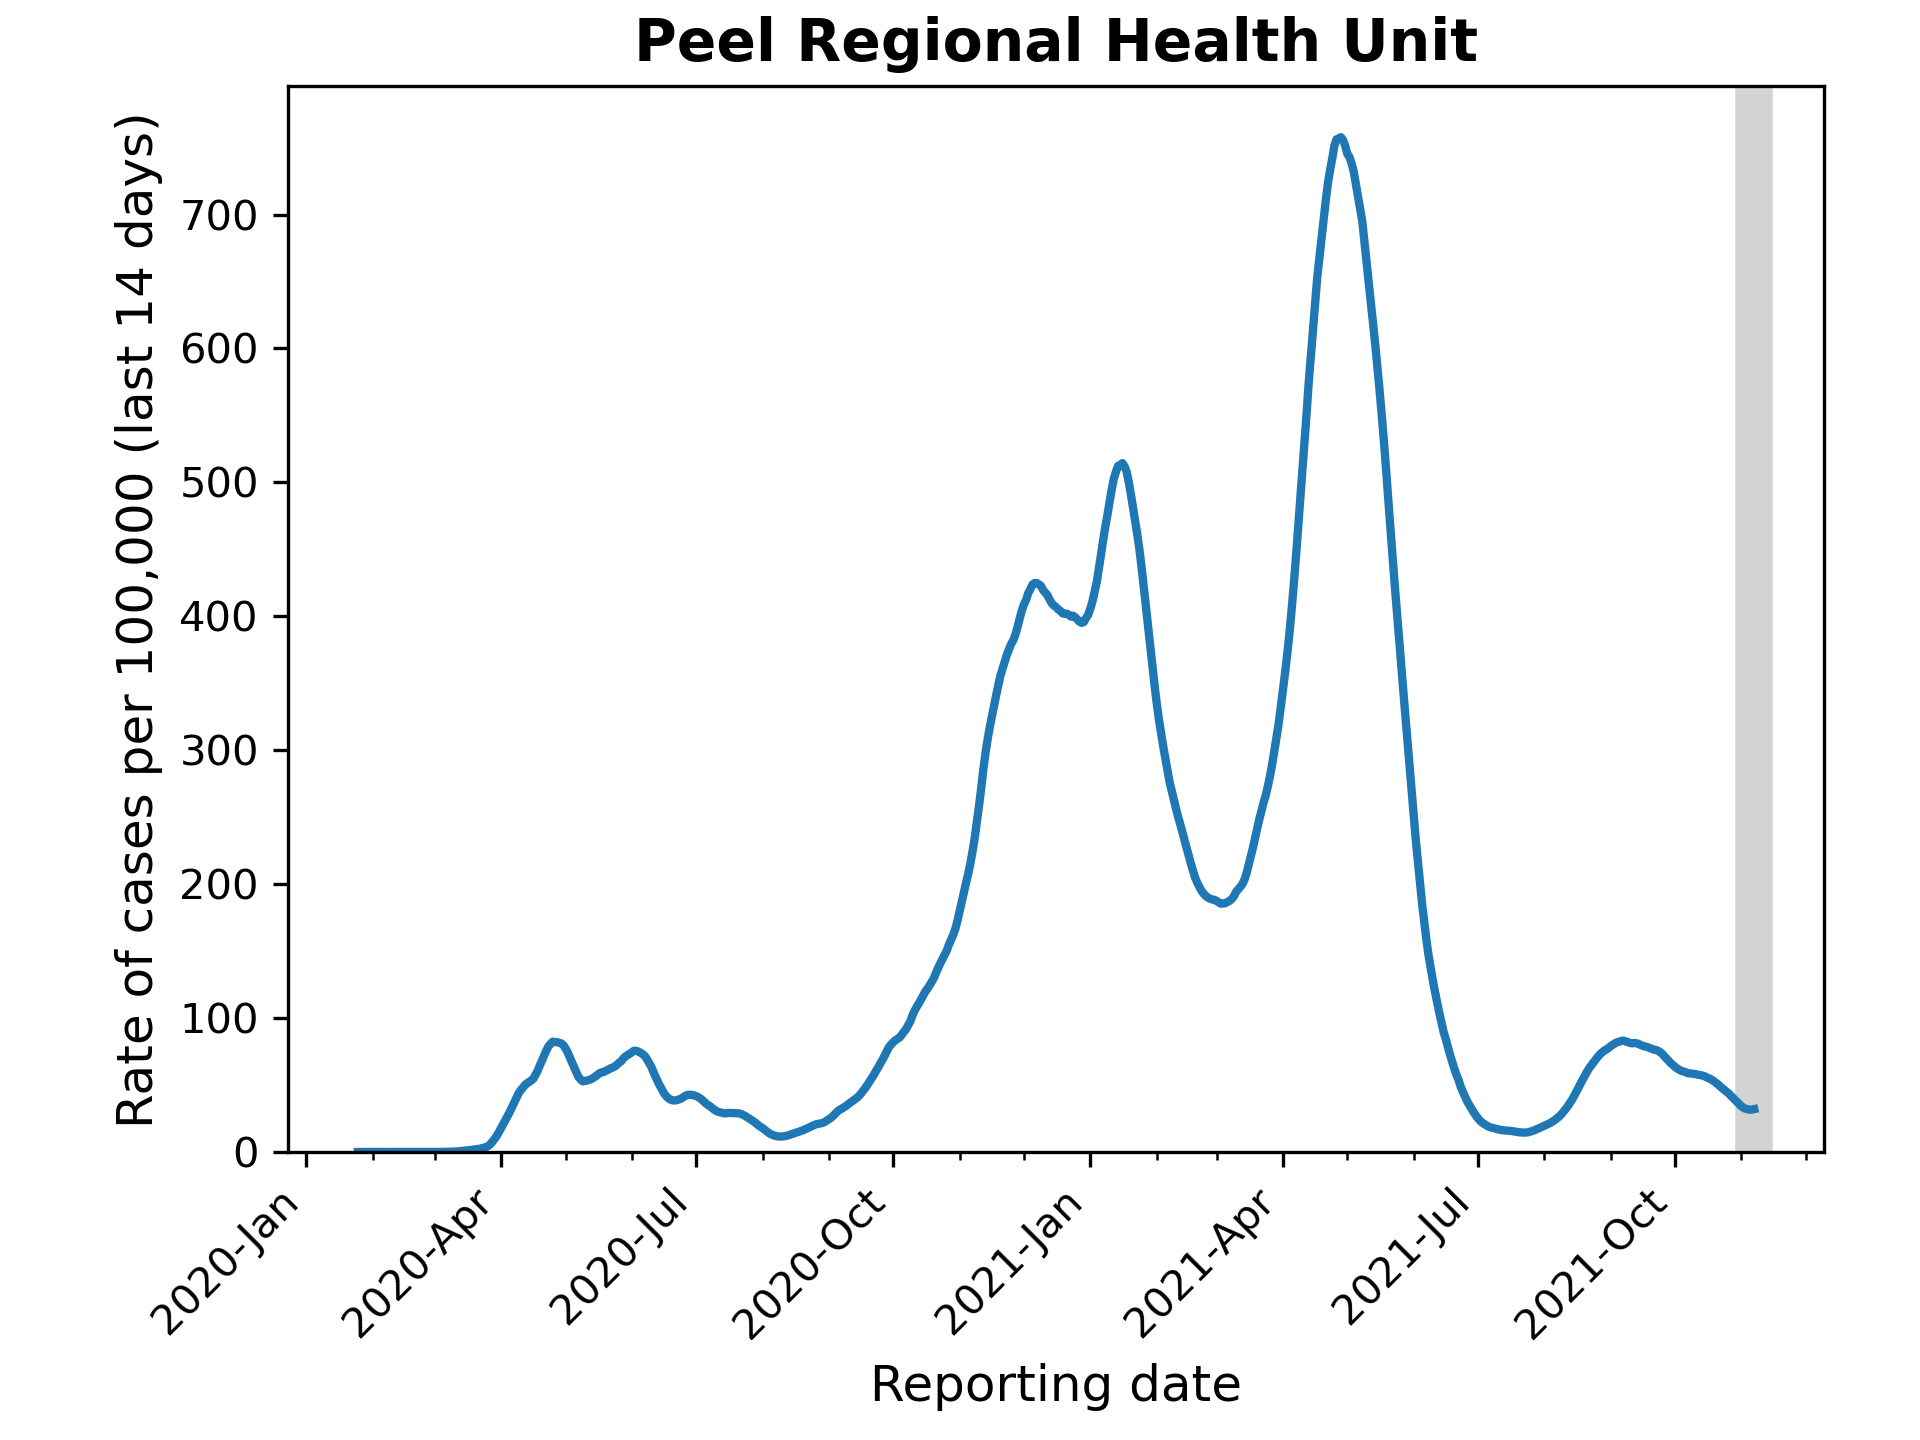 Peel Regional Health Unit
Rate of cases per 100,000 (last 14 days)
700
600
500
400
300
200
100
0
2020-Jan
2020-Apr
2020-Jul
2020-Oct
2021-Jan
2021-Apr
2021-Jul
2021-Oct
Reporting date